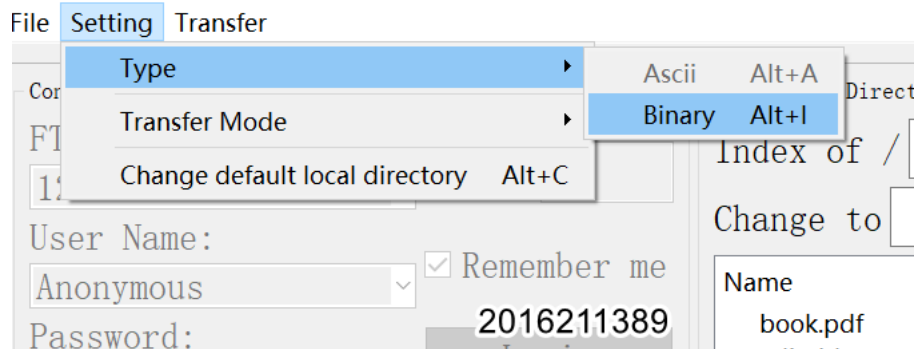 File Setting Transfer
Type
Ascii Alt+A
Binary Alt+I
Transfer Mode
Change default local directory Alt+C
Direct
Index of /
User Name:
Anonymous
Remember me
Change to
Name
book.pdf
Password:
2016211389